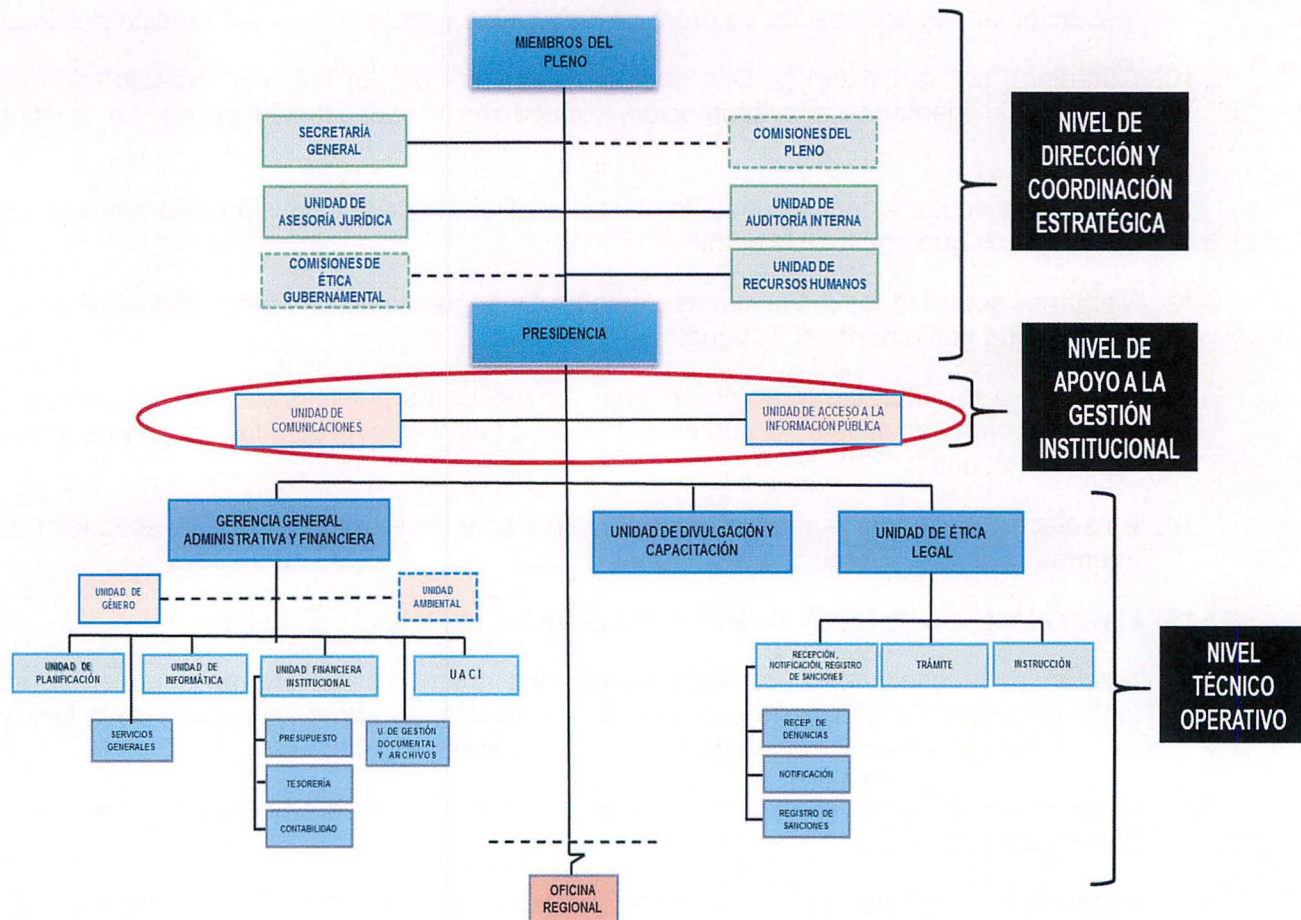 MIEMBROS DEL
PLENO
SECRETARÍA
GENERAL
COMISIONES DEL
PLENO
UNIDAD DE
ASESORÍA JURÍDICA
UNIDAD DE
AUDITORÍA INTERNA
COMISIONES DE
ÉTICA
GUBERNAMENTAL
UNIDAD DE
RECURSOS HUMANOS
PRESIDENCIA
NIVEL DE
DIRECCIÓN Y
COORDINACIÓN
ESTRATÉGICA
UNIDAD DE
COMUNICACIONES
UNIDAD DE ACCESO A LA
INFORMACIÓN PÚBLICA
NIVEL DE
APOYO A LA
GESTIÓN
INSTITUCIONAL
GERENCIA GENERAL
ADMINISTRATIVA Y FINANCIERA
UNIDAD DE DIVULGACIÓN Y
CAPACITACIÓN
UNIDAD DE ÉTICA
LEGAL
UNIDAD DE
GÉNERO
UNIDAD
AMBIENTAL
UNIDAD DE
PLANIFICACIÓN
UNIDAD DE
INFORMÁTICA
UNIDAD FINANCIERA
INSTITUCIONAL
U A C I
RECEPCIÓN,
NOTIFICACIÓN, REGISTRO
DE SANCIONES
TRÁMITE
INSTRUCCIÓN
SERVICIOS
GENERALES
PRESUPUESTO
U. DE GESTIÓN
DOCUMENTAL
Y ARCHIVOS
TESORERÍA
CONTABILIDAD
RECEP. DE
DENUNCIAS
NOTIFICACIÓN
REGISTRO DE
SANCIONES
NIVEL
TÉCNICO
OPERATIVO
OFICINA
REGIONAL